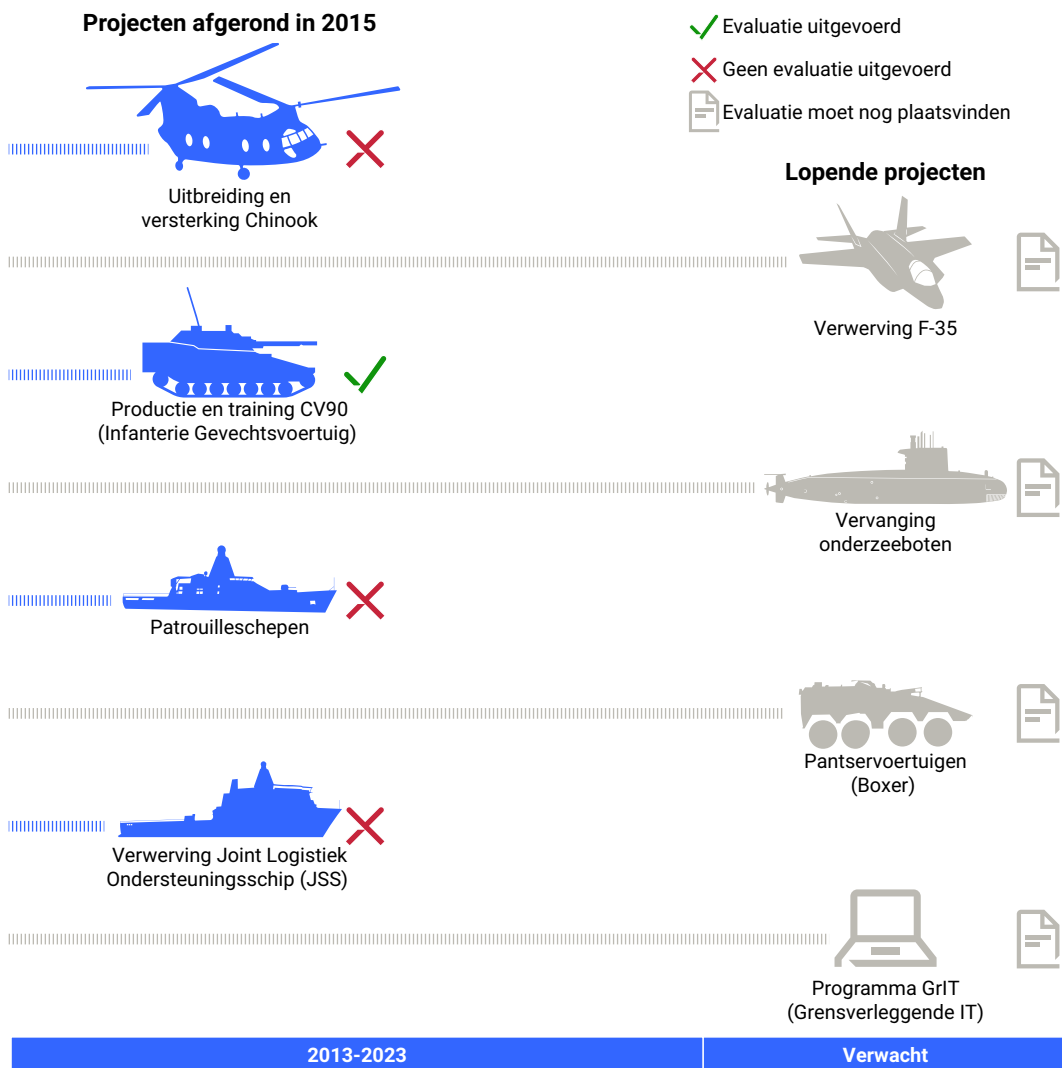 Projecten afgerond in 2015
Evaluatie uitgevoerd
Geen evaluatie uitgevoerd
Evaluatie moet nog plaatsvinden
Lopende projecten
Uitbreiding en
versterking Chinook
Verwerving F-35
Productie en training CV90
(Infanterie Gevechtsvoertuig)
Vervanging
onderzeeboten
Patrouilleschepen
Pantservoertuigen
(Boxer)
Verwerving Joint Logistiek
Ondersteuningsschip (JSS)
Programma GrIT
(Grensverleggende IT)
2013-2023
Verwacht